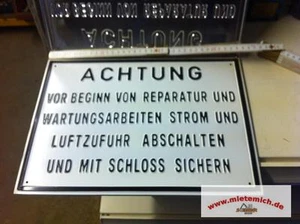 ACHTUNG
VOR BEGINN VON REPARATUR UND
WARTUNGSARBEITEN STROM UND
LUFTZUFUHR ABSCHALTEN
UND MIT SCHLOSS SICHERN
www.mietemich.de